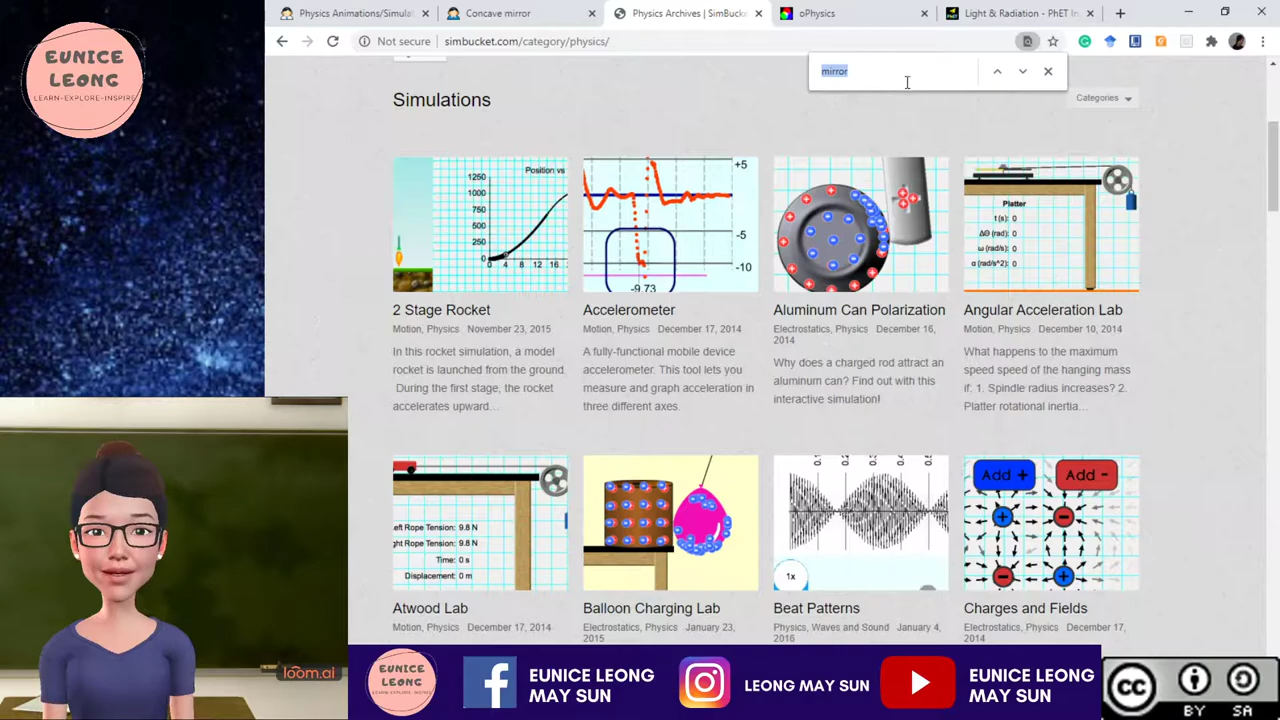 EUNICE
LEONG
LEARN-EXPLORE-INSPIRE
Physics Animations/Simula
Concave mirror
Physics Archives | SimBucke
oPhysics
Light & Radiation - PhET In
Not secure | simbucket.com/category/physics/
mirror
Simulations
Categories
Position vs
1250
1000
750
500
250
0
0 4 8 12 16
+5
-5
-10
-9.73
Platter
t (s): 0
ΔΘ (rad): 0
ω (rad/s): 0
α (rad/s^2): 0
2 Stage Rocket
Motion, Physics November 23, 2015
In this rocket simulation, a model
rocket is launched from the ground.
During the first stage, the rocket
accelerates upward…
Accelerometer
Motion, Physics December 17, 2014
A fully-functional mobile device
accelerometer. This tool lets you
measure and graph acceleration in
three different axes.
Aluminum Can Polarization
Electrostatics, Physics December 16,
2014
Why does a charged rod attract an
aluminum can? Find out with this
interactive simulation!
Angular Acceleration Lab
Motion, Physics December 10, 2014
What happens to the maximum
speed speed of the hanging mass
if: 1. Spindle radius increases? 2.
Platter rotational inertia…
eft Rope Tension: 9.8 N
ght Rope Tension: 9.8 N
Time: 0 s
Displacement: 0 m
1x
Add +
Add -
Atwood Lab
Motion, Physics December 17, 2014
Balloon Charging Lab
Electrostatics, Physics January 23,
2015
Beat Patterns
Physics, Waves and Sound January 4,
2016
Charges and Fields
Electrostatics, Physics December 17,
2014
loom.ai
EUNICE
LEONG
LEARN-EXPLORE-INSPIRE
EUNICE LEONG
MAY SUN
LEONG MAY SUN
EUNICE LEONG
MAY SUN
CC
BY SA